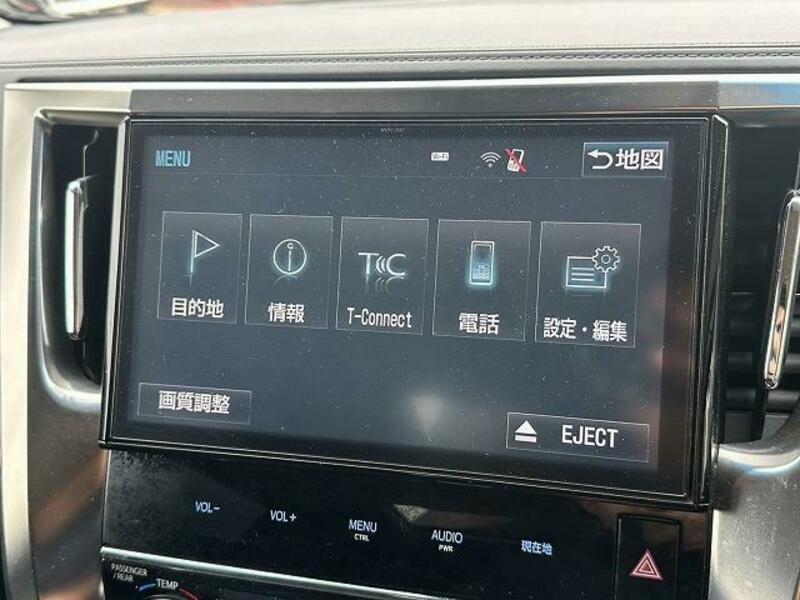 MENU
Wi-Fi
地図
目的地
情報
T-Connect
電話
設定・編集
画質調整
EJECT
VOL-
VOL+
MENU
CTRL
AUDIO
PWR
現在地
PASSENGER
/ REAR
TEMP